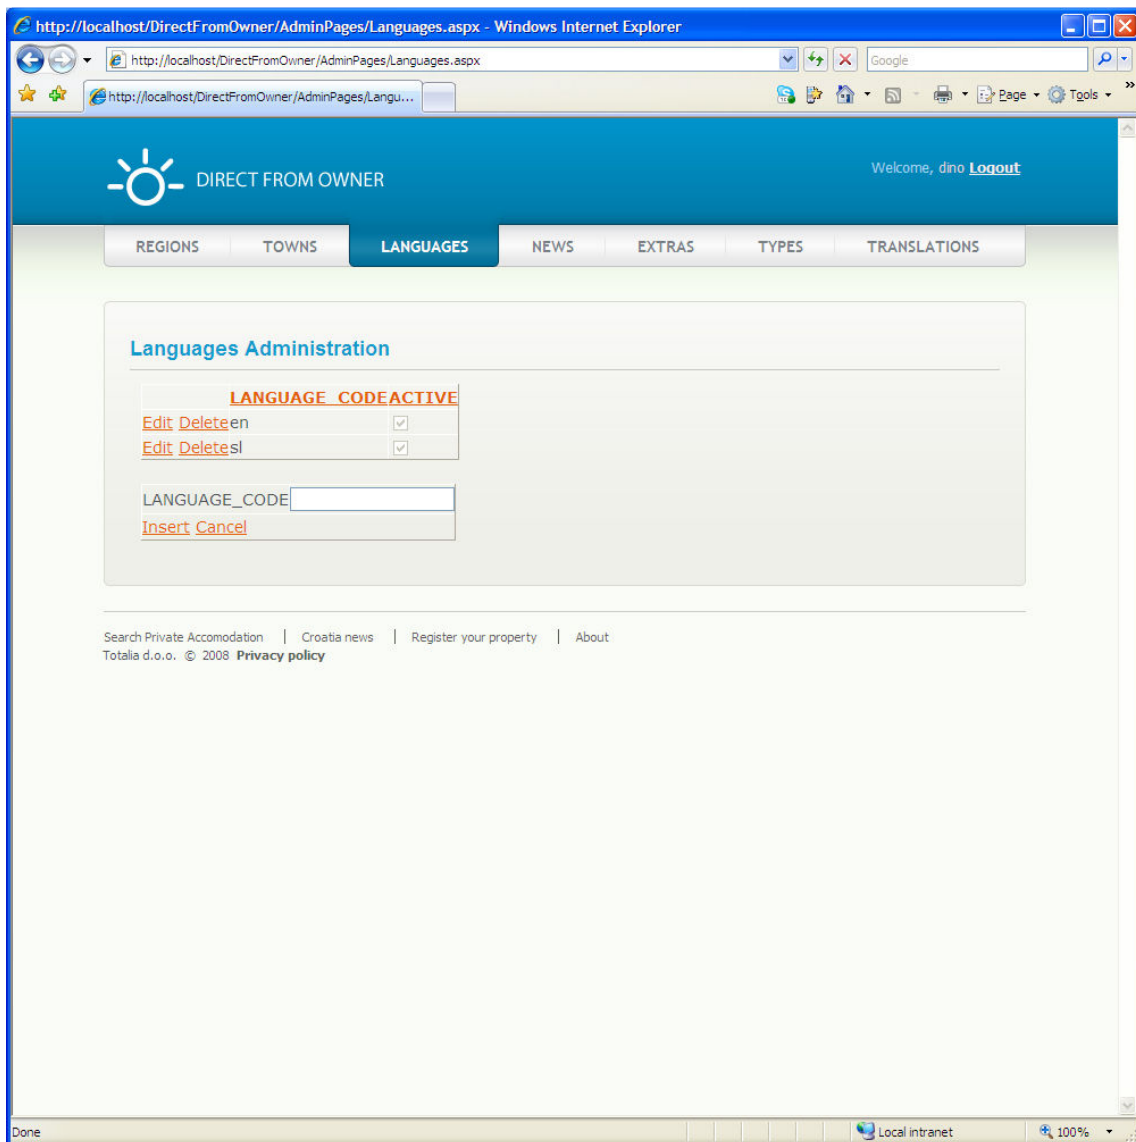 http://localhost/DirectFromOwner/AdminPages/Languages.aspx - Windows Internet Explorer
http://localhost/DirectFromOwner/AdminPages/Languages.aspx Google
http://localhost/DirectFromOwner/AdminPages/Langu... Page Tools »
DIRECT FROM OWNER Welcome, dino Logout
REGIONS TOWNS LANGUAGES NEWS EXTRAS TYPES TRANSLATIONS
Languages Administration
LANGUAGE_CODE ACTIVE
Edit Delete en
Edit Delete sl
LANGUAGE_CODE
Insert Cancel
Search Private Accomodation | Croatia news | Register your property | About
Totalia d.o.o. © 2008 Privacy policy
Done Local intranet 100%